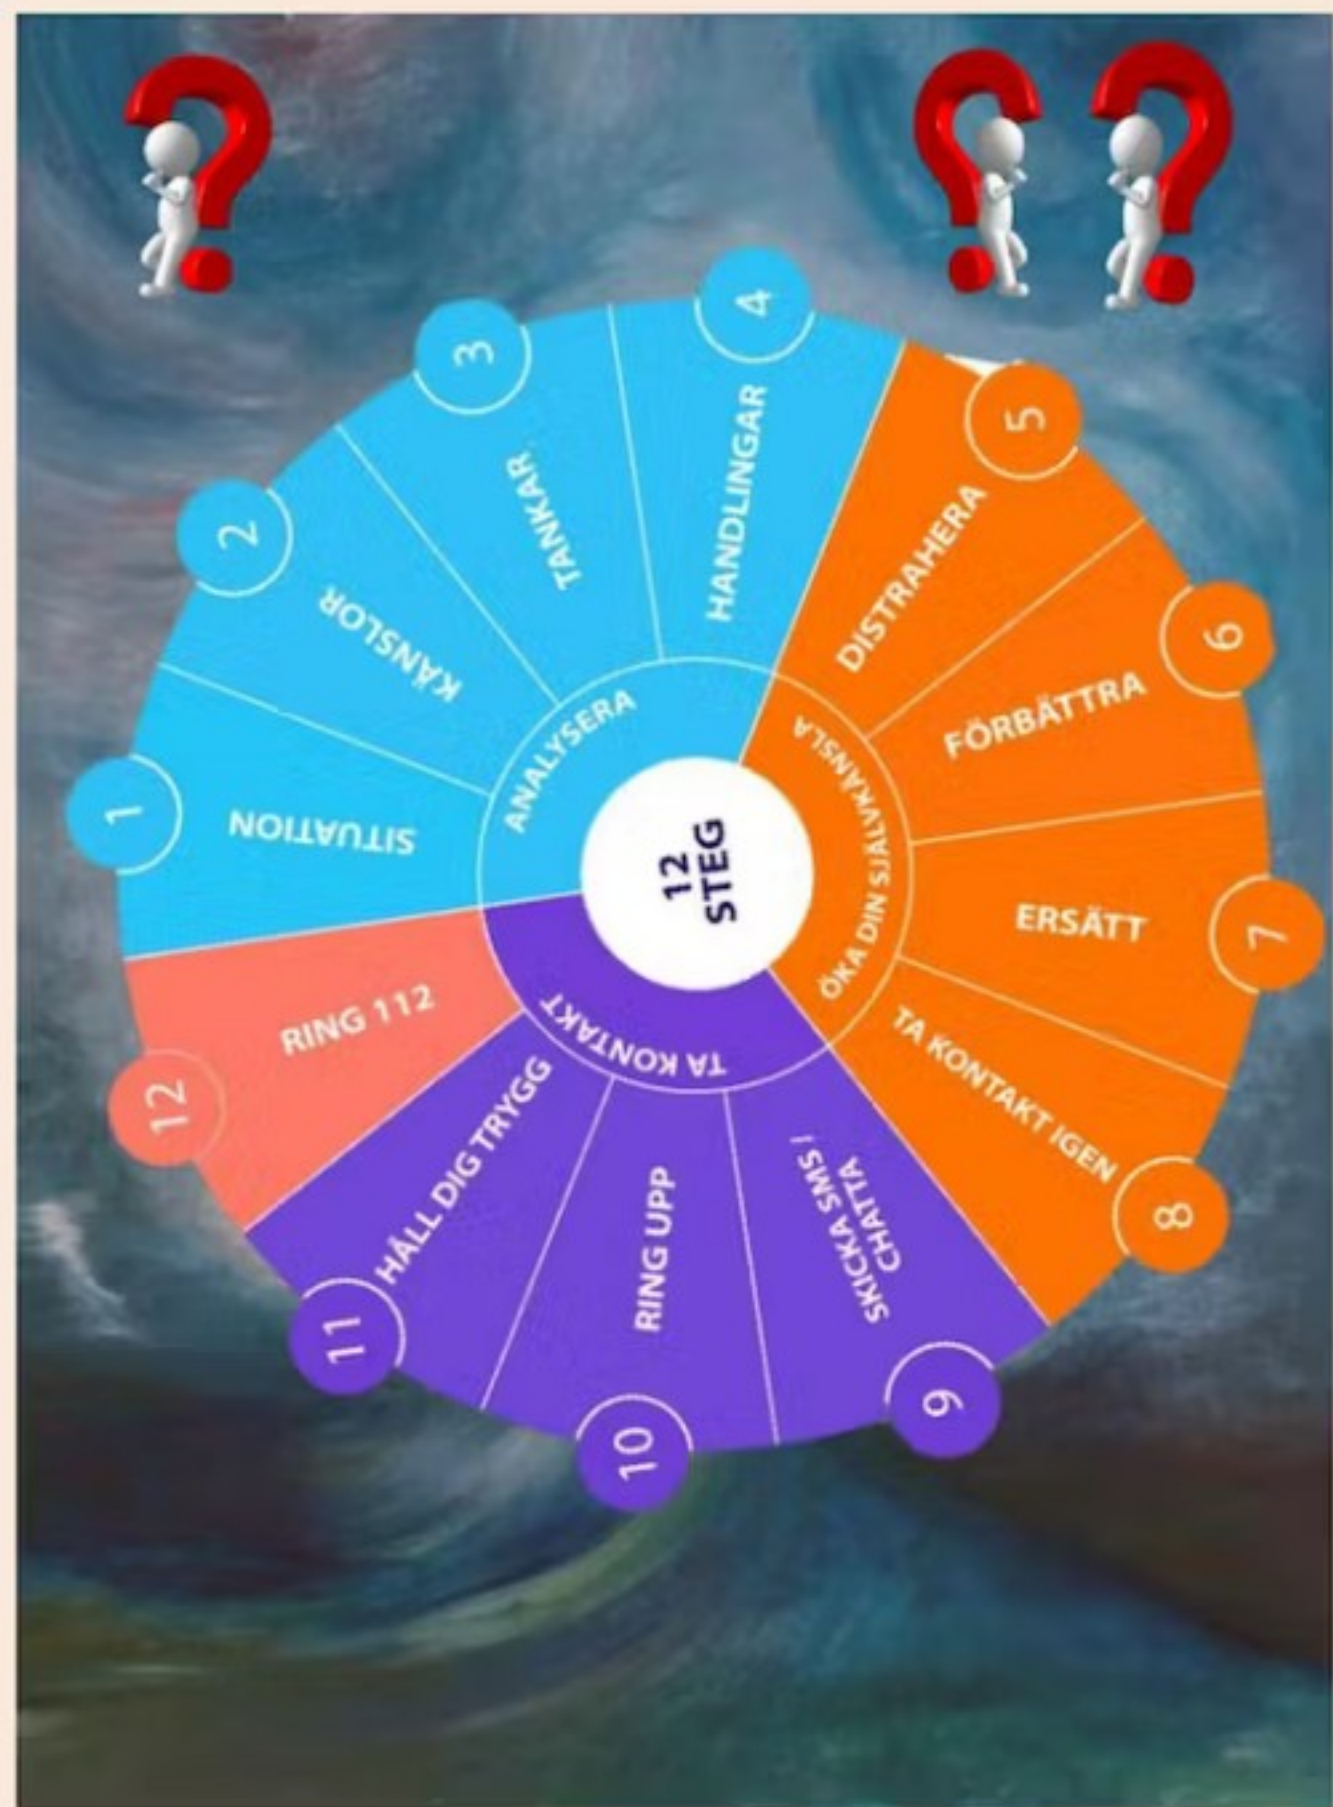 12
STEG
ANALYSERA
1
SITUATION
2
KÄNSLOR
3
TANKAR
4
HANDLINGAR
ÖKA DIN SJÄLVKÄNSLA
5
DISTRAHERA
6
FÖRBÄTTRA
7
ERSÄTT
8
TA KONTAKT IGEN
TA KONTAKT
9
SKICKA SMS /
CHATTA
10
RING UPP
11
HÅLL DIG TRYGG
12
RING 112